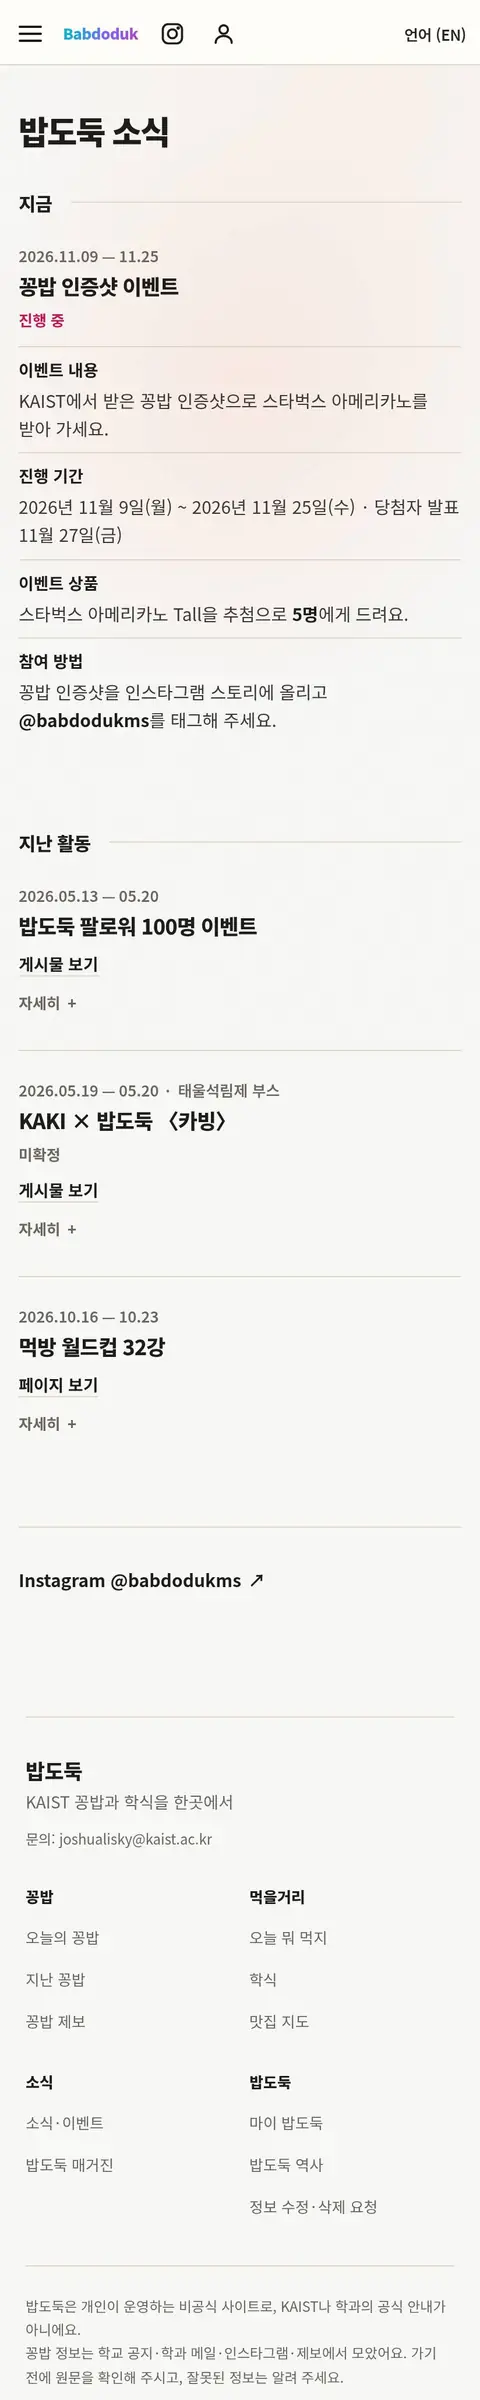 Babdoduk
언어 (EN)
밥도둑 소식
지금
2026.11.09 — 11.25
꽁밥 인증샷 이벤트
진행 중
이벤트 내용
KAIST에서 받은 꽁밥 인증샷으로 스타벅스 아메리카노를
받아 가세요.
진행 기간
2026년 11월 9일(월) ~ 2026년 11월 25일(수) · 당첨자 발표
11월 27일(금)
이벤트 상품
스타벅스 아메리카노 Tall을 추첨으로 5명에게 드려요.
참여 방법
꽁밥 인증샷을 인스타그램 스토리에 올리고
@babdodukms를 태그해 주세요.
지난 활동
2026.05.13 — 05.20
밥도둑 팔로워 100명 이벤트
게시물 보기
자세히 +
2026.05.19 — 05.20 · 태울석림제 부스
KAKI × 밥도둑 〈카빙〉
미확정
게시물 보기
자세히 +
2026.10.16 — 10.23
먹방 월드컵 32강
페이지 보기
자세히 +
Instagram @babdodukms ↗
밥도둑
KAIST 꽁밥과 학식을 한곳에서
문의: joshualisky@kaist.ac.kr
꽁밥
오늘의 꽁밥
지난 꽁밥
꽁밥 제보
먹을거리
오늘 뭐 먹지
학식
맛집 지도
소식
소식·이벤트
밥도둑 매거진
밥도둑
마이 밥도둑
밥도둑 역사
정보 수정·삭제 요청
밥도둑은 개인이 운영하는 비공식 사이트로, KAIST나 학과의 공식 안내가
아니에요.
꽁밥 정보는 학교 공지·학과 메일·인스타그램·제보에서 모았어요. 가기
전에 원문을 확인해 주시고, 잘못된 정보는 알려 주세요.